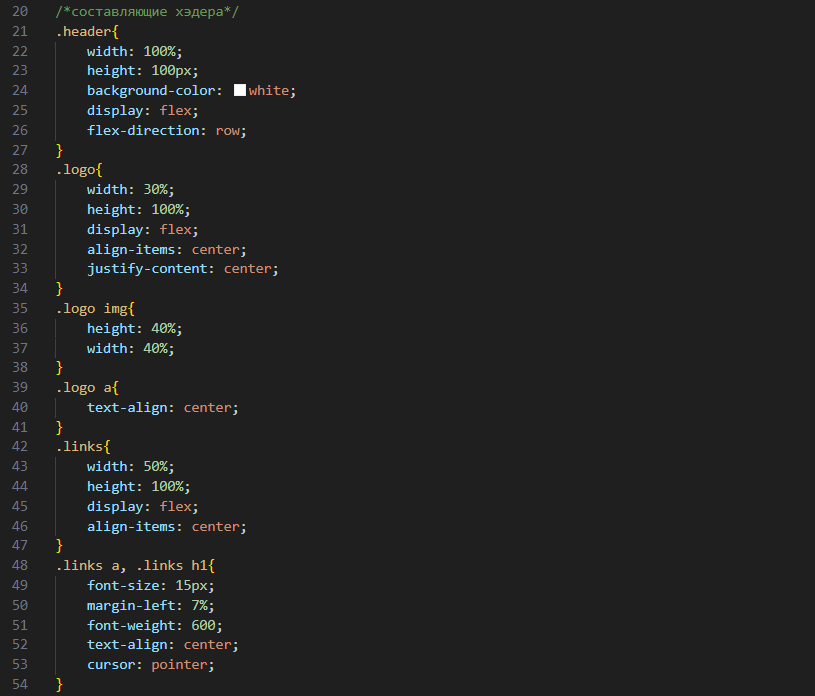 20 /*составляющие хэдера*/
21 .header{
22     width: 100%;
23     height: 100px;
24     background-color: white;
25     display: flex;
26     flex-direction: row;
27 }
28 .logo{
29     width: 30%;
30     height: 100%;
31     display: flex;
32     align-items: center;
33     justify-content: center;
34 }
35 .logo img{
36     height: 40%;
37     width: 40%;
38 }
39 .logo a{
40     text-align: center;
41 }
42 .links{
43     width: 50%;
44     height: 100%;
45     display: flex;
46     align-items: center;
47 }
48 .links a, .links h1{
49     font-size: 15px;
50     margin-left: 7%;
51     font-weight: 600;
52     text-align: center;
53     cursor: pointer;
54 }